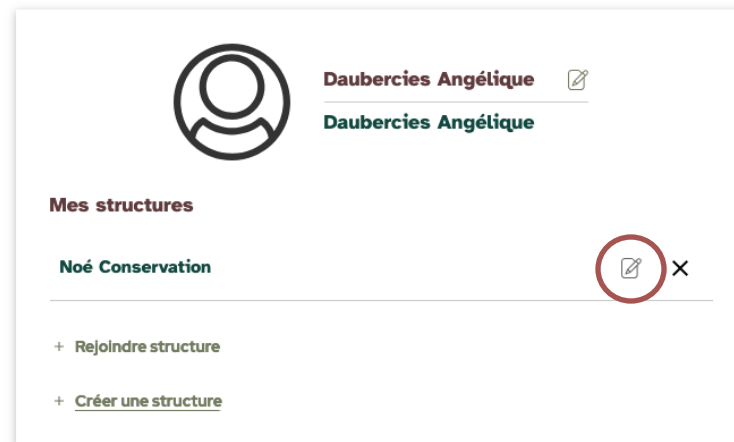 Daubercies Angélique
Daubercies Angélique
Mes structures
Noé Conservation
+ Rejoindre structure
+ Créer une structure